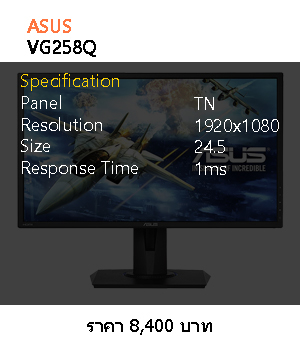 ASUS
VG258Q
Specification
Panel TN
Resolution 1920x1080
Size 24.5
Response Time 1ms
ASUS
IN SEARCH OF INCREDIBLE
ราคา 8,400 บาท